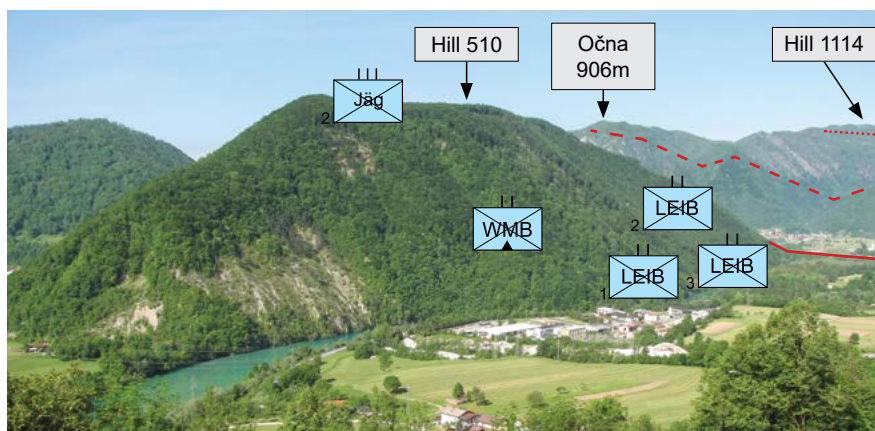 Hill 510
Očna
906m
Hill 1114
Jäg
2
LEIB
2
WMB
LEIB
1
LEIB
3